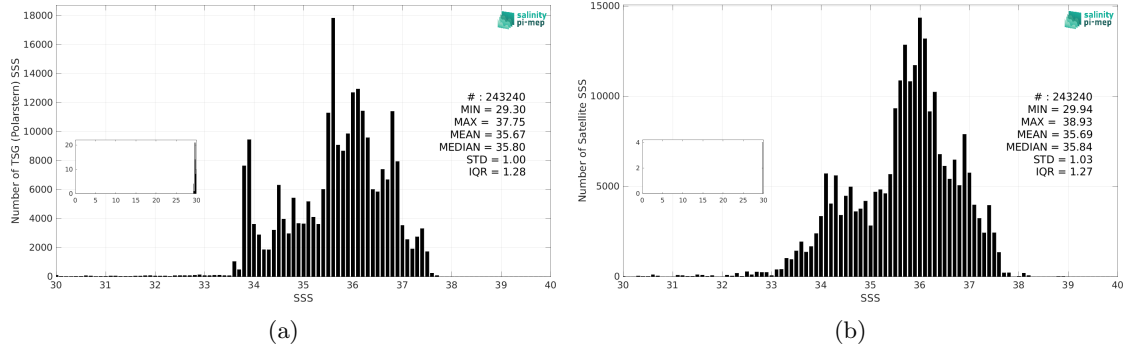 18000
16000
14000
12000
10000
8000
6000
4000
2000
0
Number of TSG (Polarstern) SSS
salinity
pi-mep
# : 243240
MIN = 29.30
MAX = 37.75
MEAN = 35.67
MEDIAN = 35.80
STD = 1.00
IQR = 1.28
20
10
0
0 5 10 15 20 25 30
30 31 32 33 34 35 36 37 38 39 40
SSS
(a)
15000
10000
5000
0
Number of Satellite SSS
salinity
pi-mep
# : 243240
MIN = 29.94
MAX = 38.93
MEAN = 35.69
MEDIAN = 35.84
STD = 1.03
IQR = 1.27
4
2
0
0 5 10 15 20 25 30
30 31 32 33 34 35 36 37 38 39 40
SSS
(b)